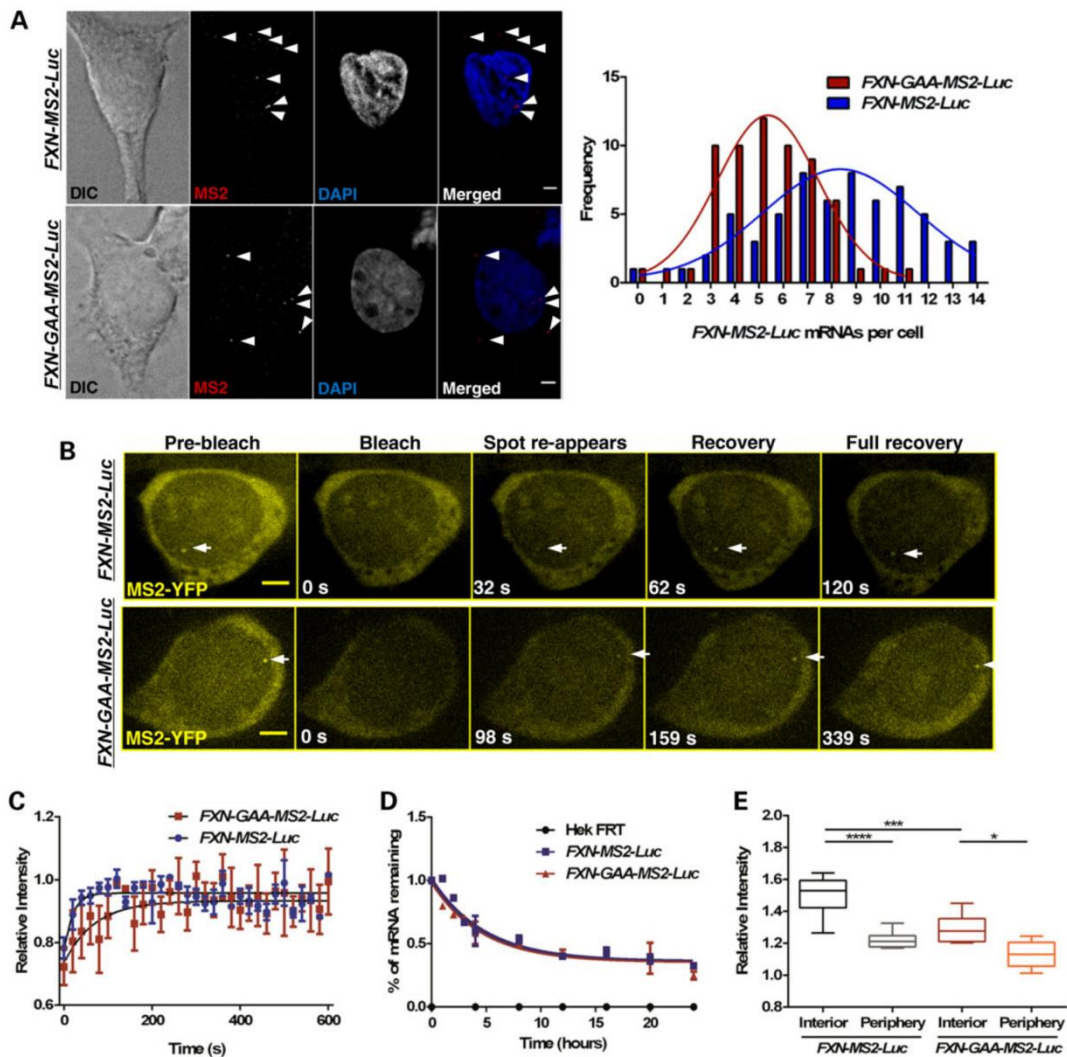 A
FXN-MS2-Luc
DIC
MS2
DAPI
Merged
FXN-GAA-MS2-Luc
DIC
MS2
DAPI
Merged
Frequency
15
10
5
0
FXN-GAA-MS2-Luc
FXN-MS2-Luc
0 1 2 3 4 5 6 7 8 9 10 11 12 13 14
FXN-MS2-Luc mRNAs per cell
B
Pre-bleach Bleach Spot re-appears Recovery Full recovery
FXN-MS2-Luc
MS2-YFP 0 s 32 s 62 s 120 s
FXN-GAA-MS2-Luc
MS2-YFP 0 s 98 s 159 s 339 s
C
Relative Intensity
1.2
1.0
0.8
0.6
FXN-GAA-MS2-Luc
FXN-MS2-Luc
0 200 400 600
Time (s)
D
% of mRNA remaining
1.5
1.0
0.5
0.0
Hek FRT
FXN-MS2-Luc
FXN-GAA-MS2-Luc
0 10 20
Time (hours)
E
Relative Intensity
1.8
1.6
1.4
1.2
1.0
0.8
***
****
*
Interior Periphery Interior Periphery
FXN-MS2-Luc FXN-GAA-MS2-Luc